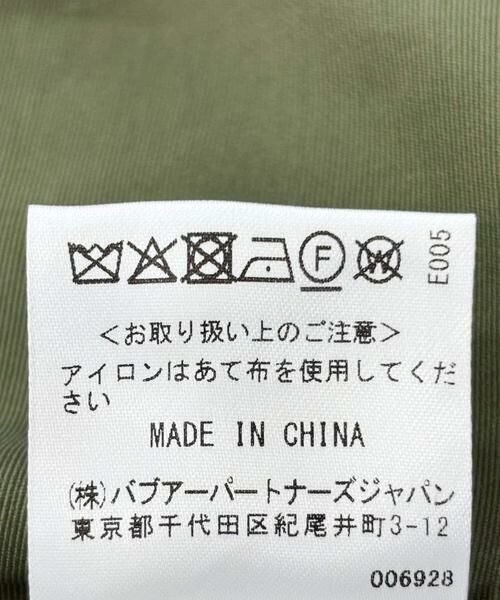 F W E005
<お取り扱い上のご注意>
アイロンはあて布を使用してくだ
さい
MADE IN CHINA
(株)バブアーパートナーズジャパン
東京都千代田区紀尾井町3-12
006928